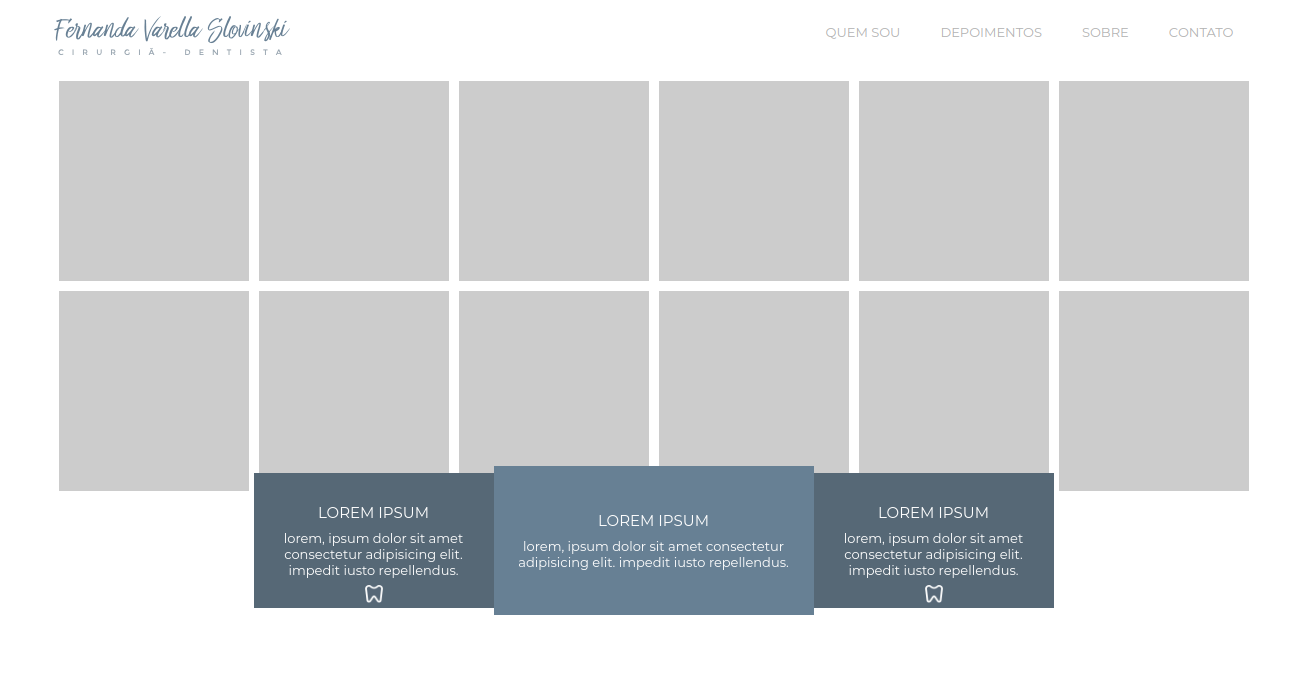 Fernanda Varella Slovinski
CIRURGIÃ- DENTISTA
QUEM SOU
DEPOIMENTOS
SOBRE
CONTATO
LOREM IPSUM
lorem, ipsum dolor sit amet
consectetur adipisicing elit.
impedit iusto repellendus.
LOREM IPSUM
lorem, ipsum dolor sit amet consectetur
adipisicing elit. impedit iusto repellendus.
LOREM IPSUM
lorem, ipsum dolor sit amet
consectetur adipisicing elit.
impedit iusto repellendus.